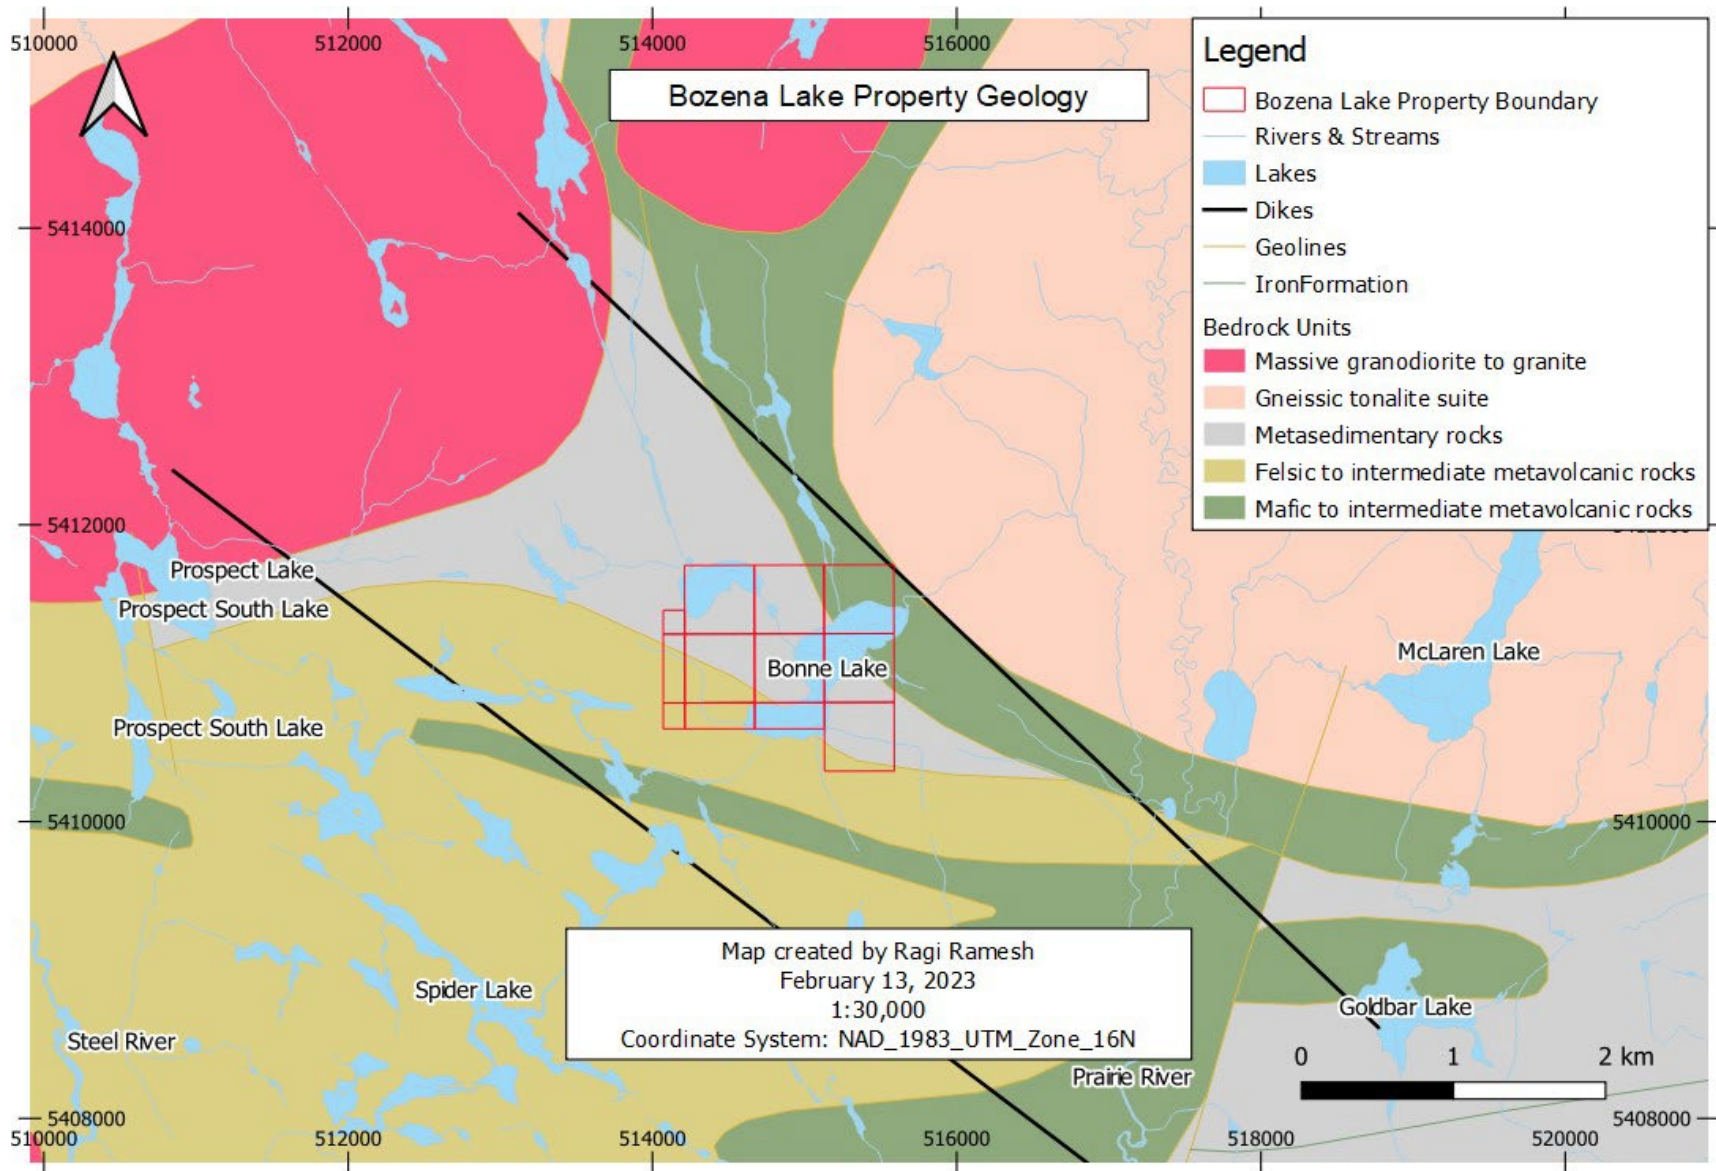 510000
512000
514000
516000
Bozena Lake Property Geology
Legend
Bozena Lake Property Boundary
Rivers & Streams
Lakes
Dikes
Geolines
IronFormation
Bedrock Units
Massive granodiorite to granite
Gneissic tonalite suite
Metasedimentary rocks
Felsic to intermediate metavolcanic rocks
Mafic to intermediate metavolcanic rocks
5414000
5412000
Prospect Lake
Prospect South Lake
Bonne Lake
McLaren Lake
Prospect South Lake
5410000
5410000
Map created by Ragi Ramesh
February 13, 2023
1:30,000
Coordinate System: NAD_1983_UTM_Zone_16N
Spider Lake
Goldbar Lake
Steel River
Prairie River
0 1 2 km
5408000
5408000
510000
512000
514000
516000
518000
520000